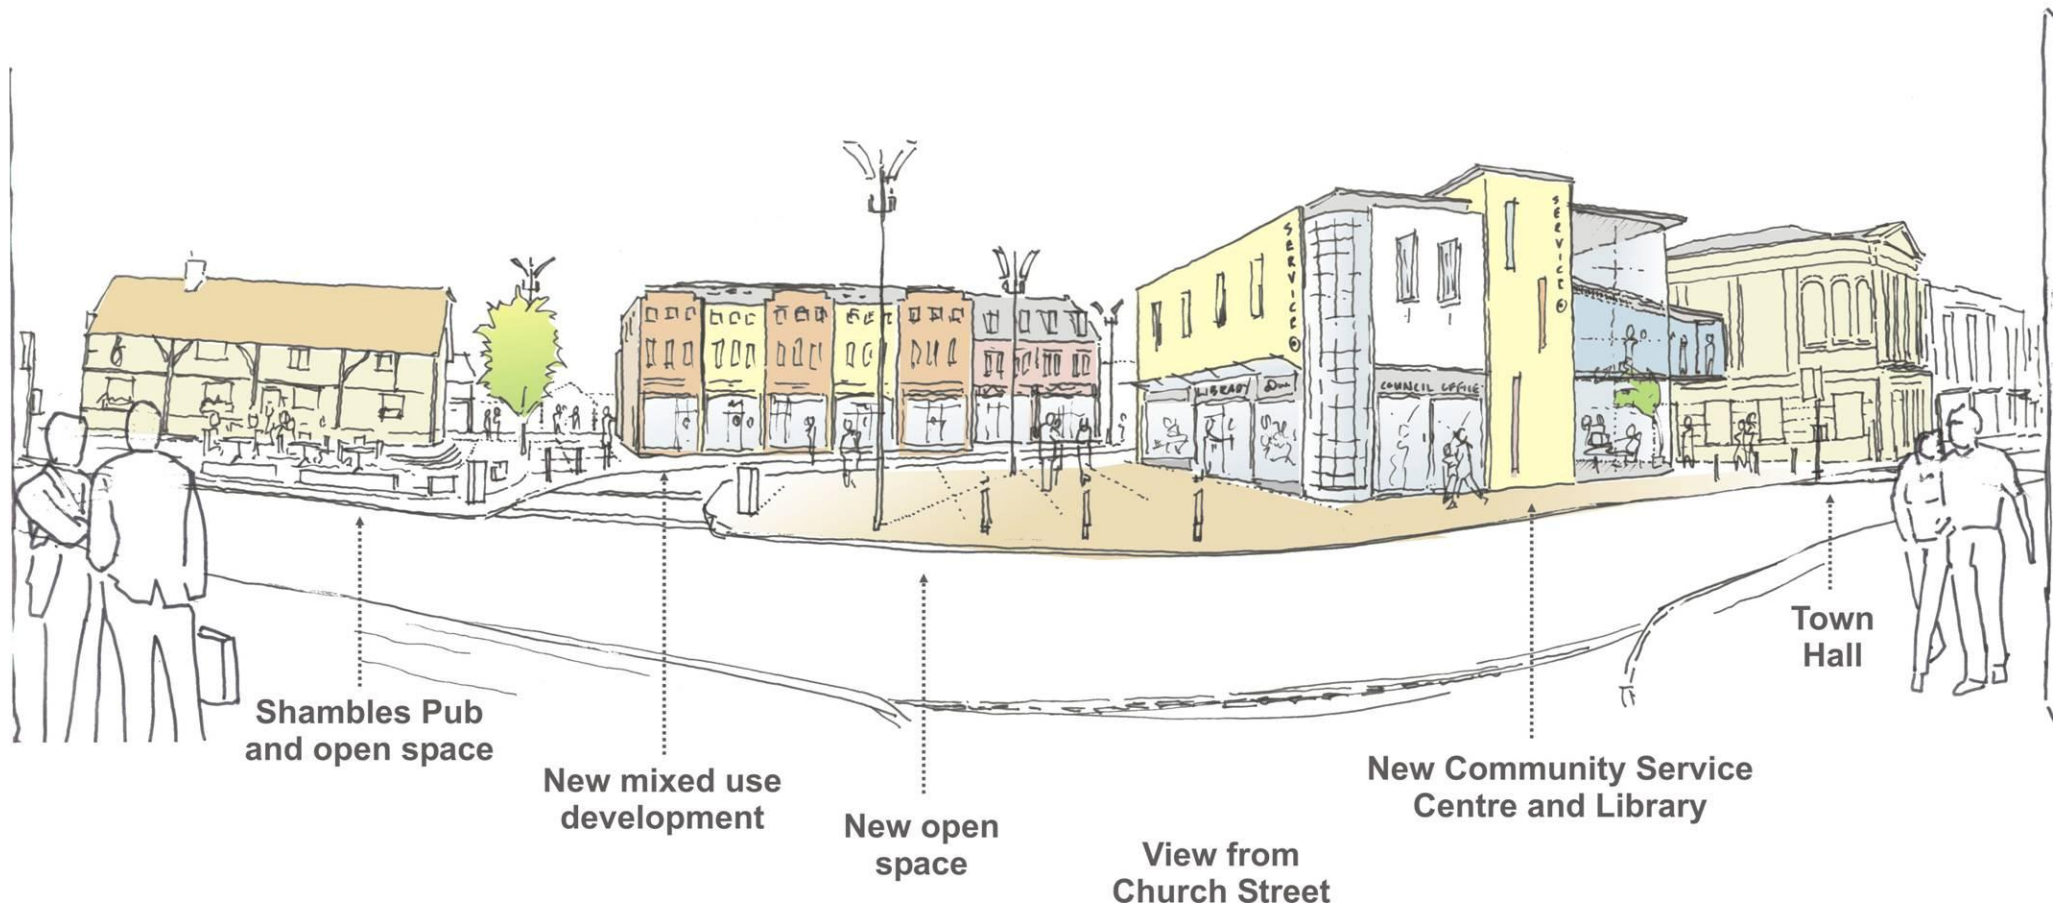 SERVICE
SERVICE
LIBRARY
COUNCIL OFFICE
Shambles Pub
and open space
New mixed use
development
New open
space
View from
Church Street
New Community Service
Centre and Library
Town
Hall